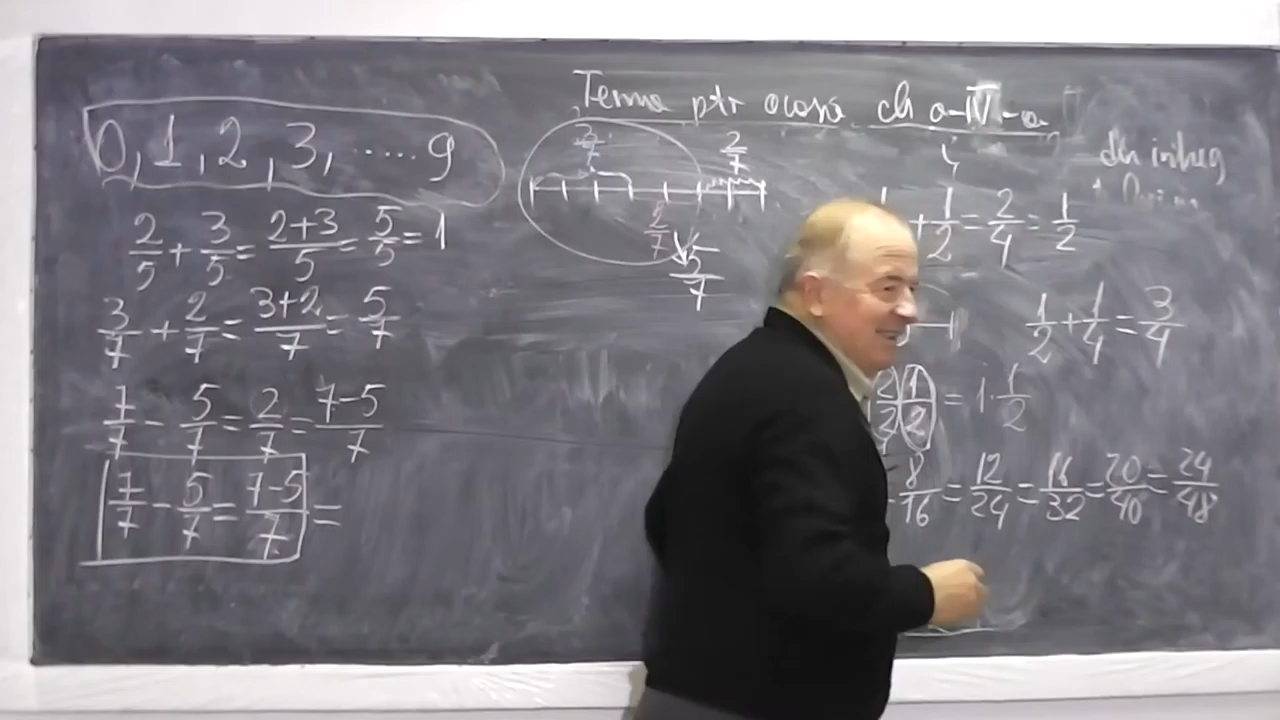 Tema ptr acasă cls a-IV-a
0, 1, 2, 3, ..... 9
2/5 + 3/5 = 2+3/5 = 5/5 = 1
3/7 + 2/7 = 3+2/7 = 5/7
7/7 - 5/7 = 2/7 = 7-5/7
7/7 - 5/7 = 7-5/7 =
2/7
2/7
5/7
+ 1/2 = 2/4 = 1/2
1/2 + 1/4 = 3/4
2/2 · 1/2 = 1 · 1/2
8/16 = 12/24 = 16/32 = 20/40 = 24/48